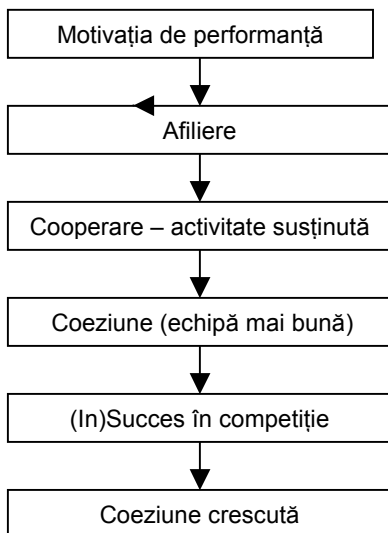 Motivația de performanță
Afiliere
Cooperare – activitate susținută
Coeziune (echipă mai bună)
(In)Succes în competiție
Coeziune crescută